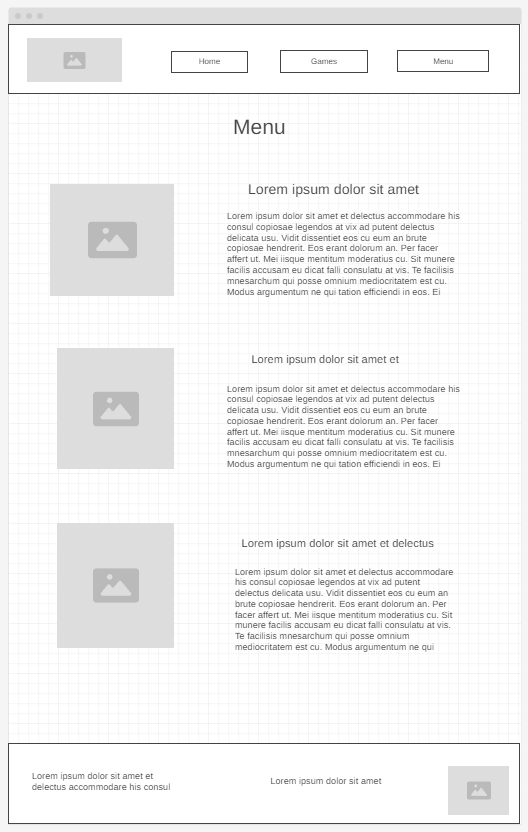 Home
Games
Menu
Menu
Lorem ipsum dolor sit amet
Lorem ipsum dolor sit amet et delectus accommodare his
consul copiosae legendos at vix ad putent delectus
delicata usu. Vidit dissentiet eos cu eum an brute
copiosae hendrerit. Eos erant dolorum an. Per facer
affert ut. Mei iisque mentitum moderatius cu. Sit munere
facilis accusam eu dicat falli consulatu at vis. Te facilisis
mnesarchum qui posse omnium mediocritatem est cu.
Modus argumentum ne qui tation efficiendi in eos. Ei
Lorem ipsum dolor sit amet et
Lorem ipsum dolor sit amet et delectus accommodare his
consul copiosae legendos at vix ad putent delectus
delicata usu. Vidit dissentiet eos cu eum an brute
copiosae hendrerit. Eos erant dolorum an. Per facer
affert ut. Mei iisque mentitum moderatius cu. Sit munere
facilis accusam eu dicat falli consulatu at vis. Te facilisis
mnesarchum qui posse omnium mediocritatem est cu.
Modus argumentum ne qui tation efficiendi in eos. Ei
Lorem ipsum dolor sit amet et delectus
Lorem ipsum dolor sit amet et delectus accommodare
his consul copiosae legendos at vix ad putent
delectus delicata usu. Vidit dissentiet eos cu eum an
brute copiosae hendrerit. Eos erant dolorum an. Per
facer affert ut. Mei iisque mentitum moderatius cu. Sit
munere facilis accusam eu dicat falli consulatu at vis.
Te facilisis mnesarchum qui posse omnium
mediocritatem est cu. Modus argumentum ne qui
Lorem ipsum dolor sit amet et
delectus accommodare his consul
Lorem ipsum dolor sit amet